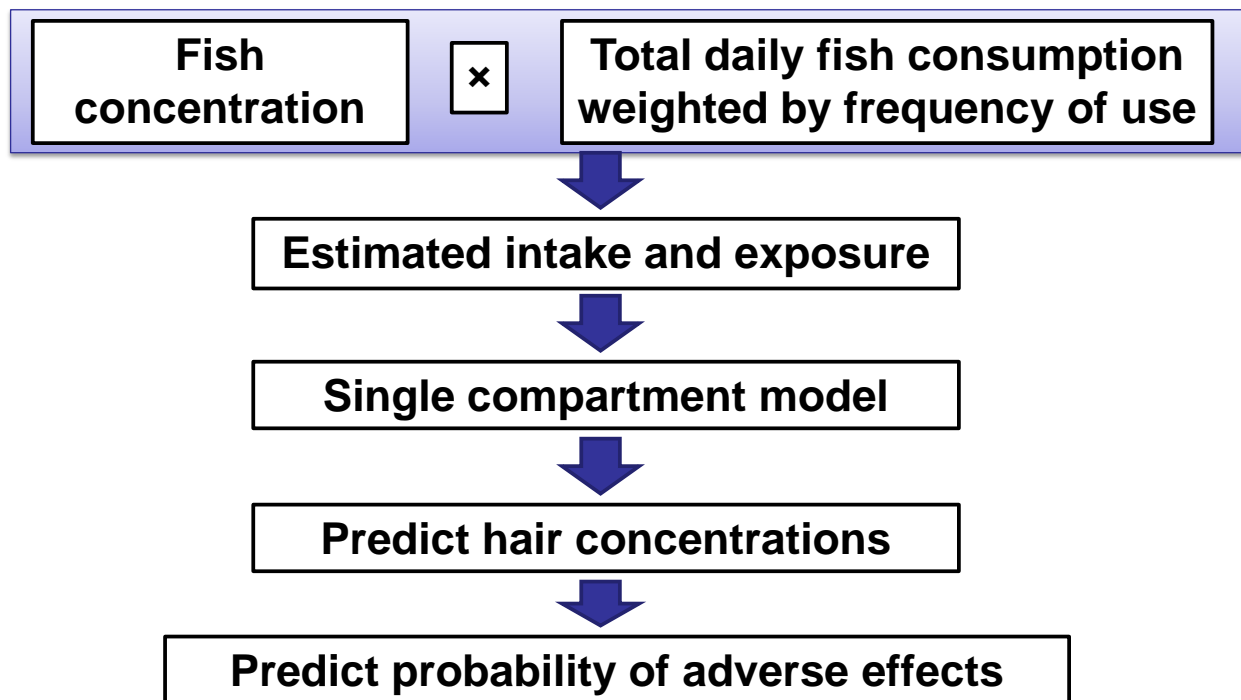 Fish
concentration
×
Total daily fish consumption
weighted by frequency of use
Estimated intake and exposure
Single compartment model
Predict hair concentrations
Predict probability of adverse effects